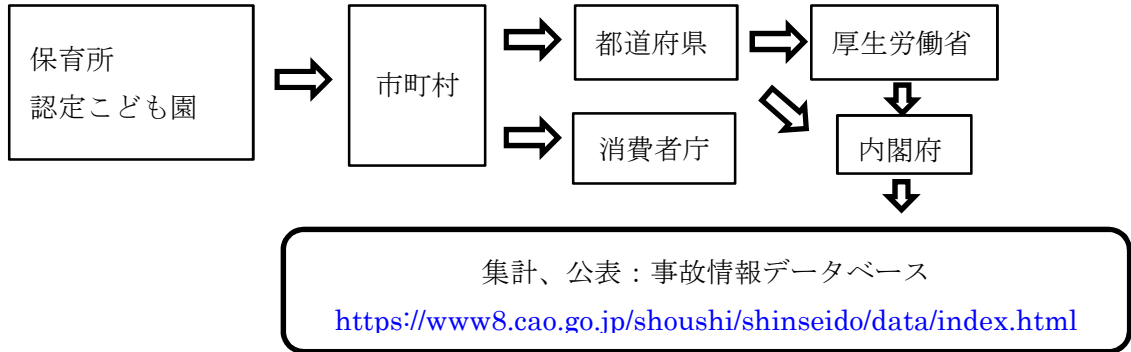 保育所
認定こども園
市町村
都道府県
厚生労働省
消費者庁
内閣府
集計、公表：事故情報データベース
https://www8.cao.go.jp/shoushi/shinseido/data/index.html